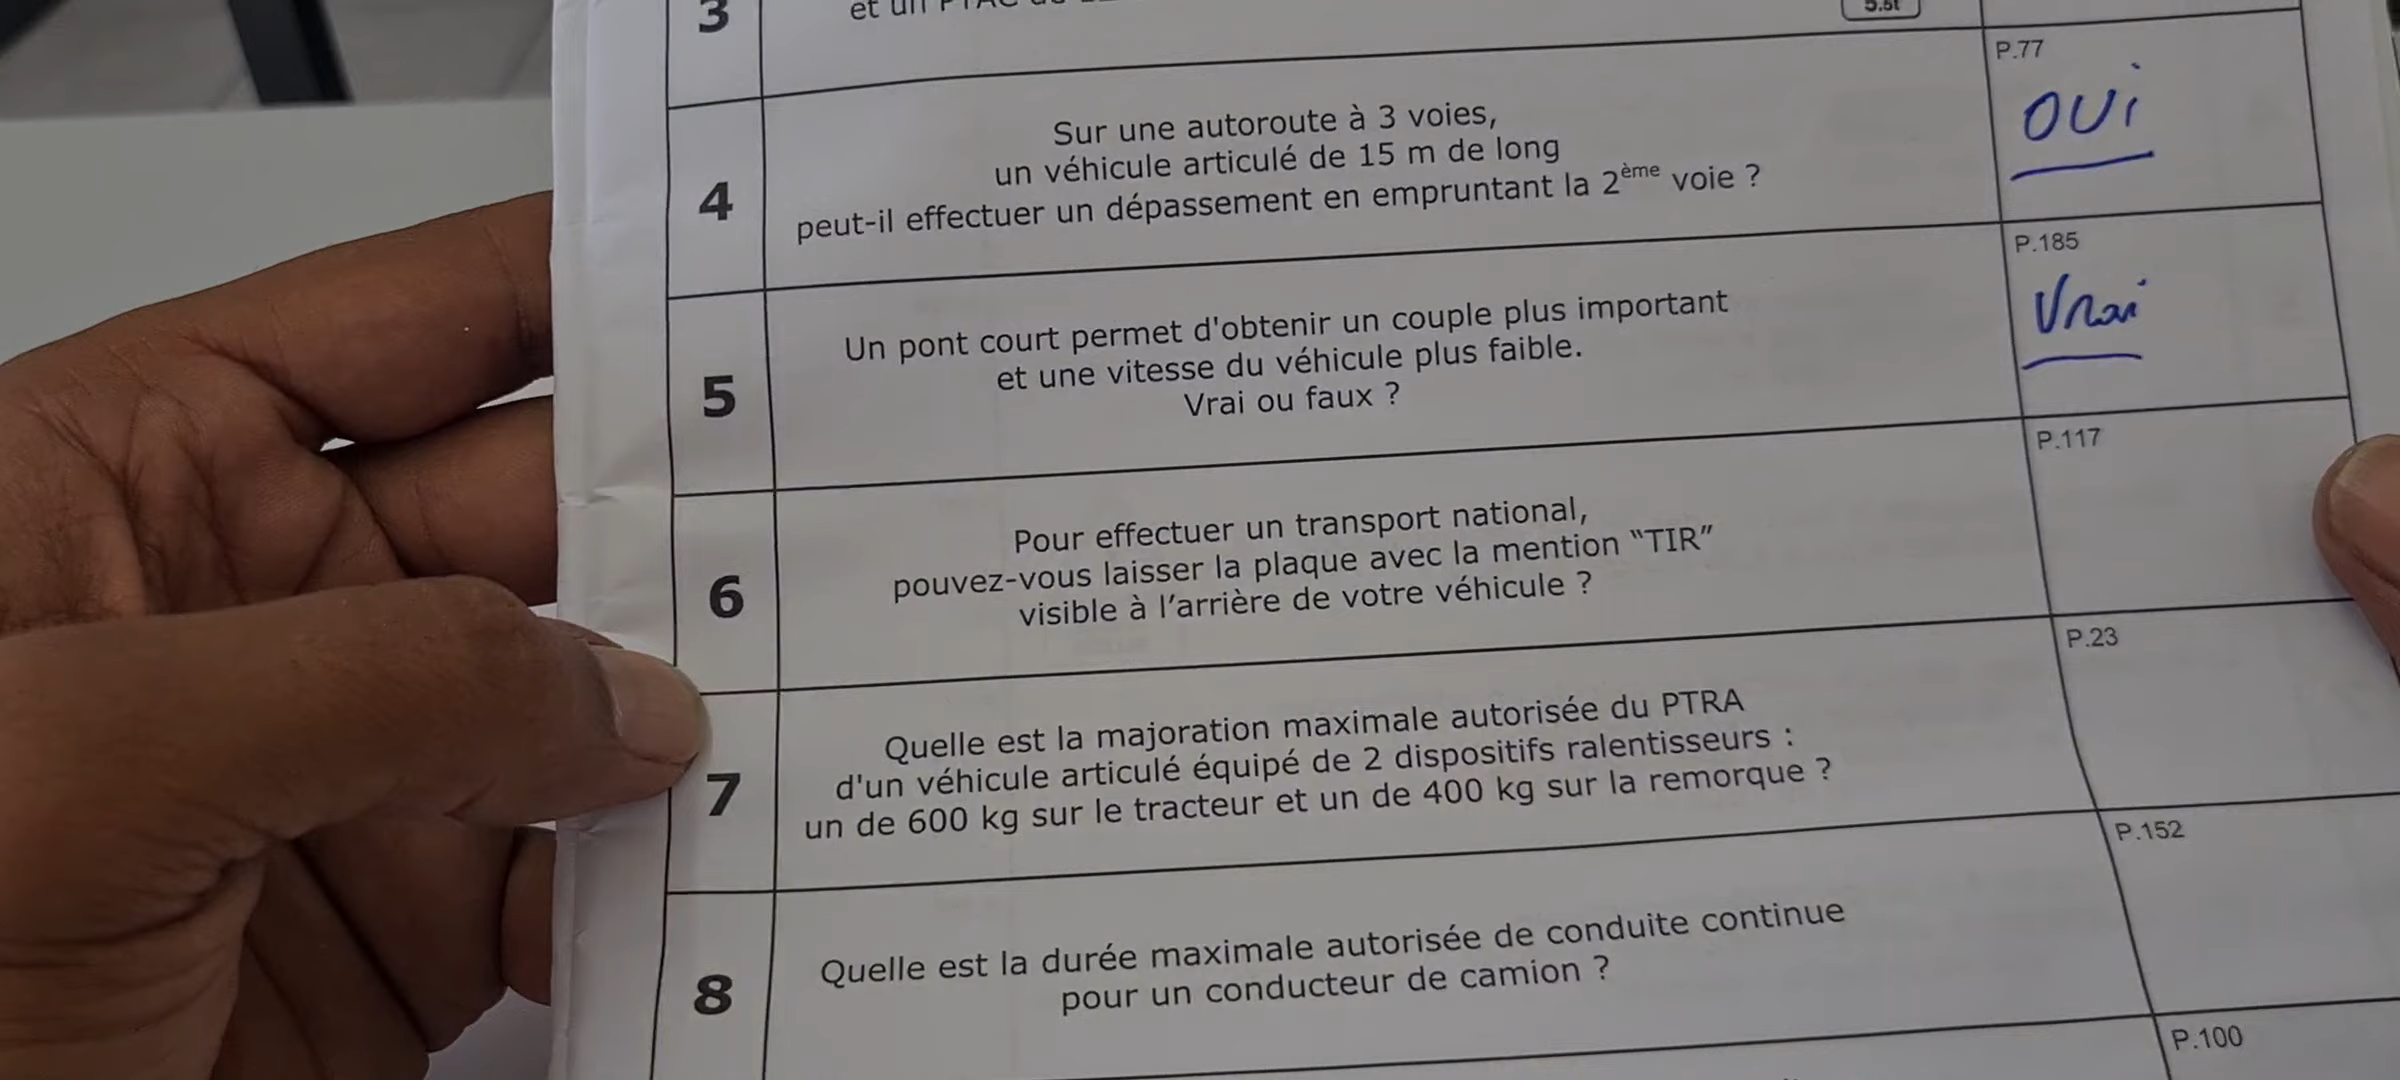 3
et un PTAC
5.5t
P.77
4
Sur une autoroute à 3 voies,
un véhicule articulé de 15 m de long
peut-il effectuer un dépassement en empruntant la 2ème voie ?
OUi
P.185
5
Un pont court permet d'obtenir un couple plus important
et une vitesse du véhicule plus faible.
Vrai ou faux ?
Vrai
P.117
6
Pour effectuer un transport national,
pouvez-vous laisser la plaque avec la mention “TIR”
visible à l’arrière de votre véhicule ?
P.23
7
Quelle est la majoration maximale autorisée du PTRA
d'un véhicule articulé équipé de 2 dispositifs ralentisseurs :
un de 600 kg sur le tracteur et un de 400 kg sur la remorque ?
P.152
8
Quelle est la durée maximale autorisée de conduite continue
pour un conducteur de camion ?
P.100